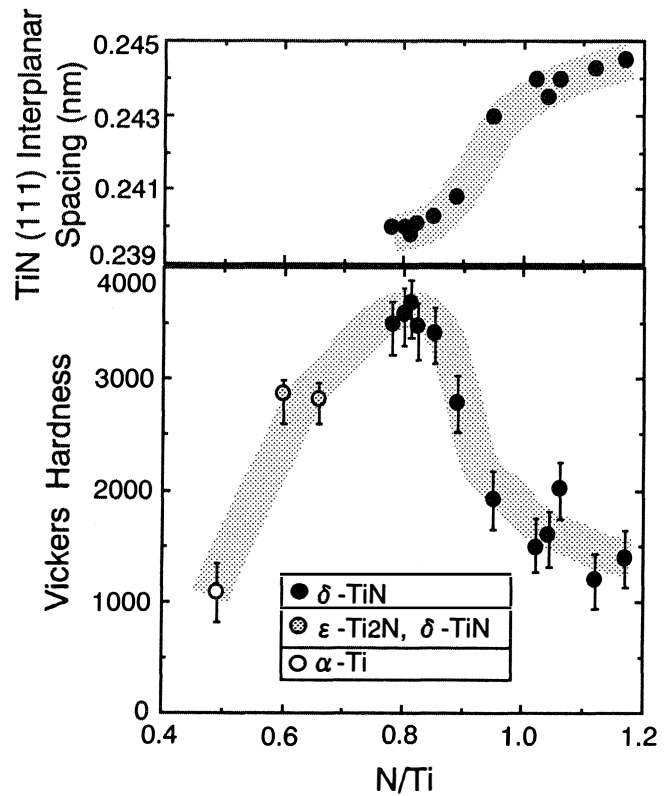 TiN (111) Interplanar
Spacing (nm)
0.245
0.243
0.241
0.239
Vickers Hardness
4000
3000
2000
1000
0
δ-TiN
ε-Ti2N, δ-TiN
α-Ti
0.4
0.6
0.8
1.0
1.2
N/Ti